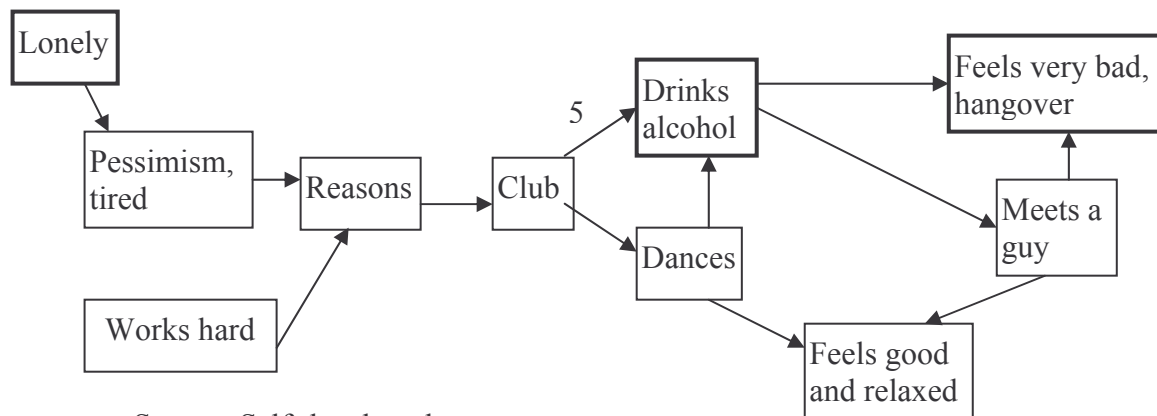 Lonely
Pessimism,
tired
Works hard
Reasons
Club
5
Drinks
alcohol
Dances
Feels very bad,
hangover
Meets a
guy
Feels good
and relaxed